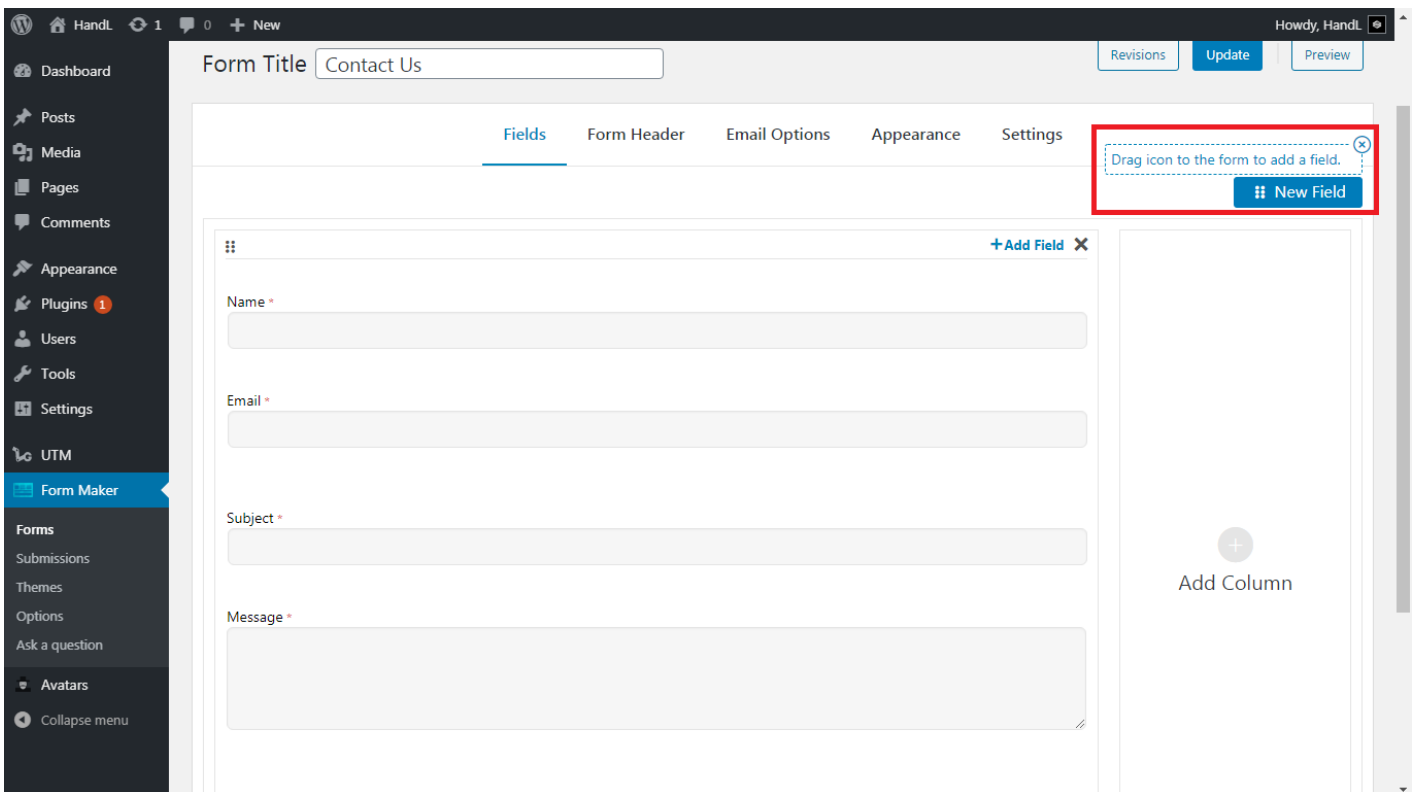 HandL 1 0 + New Howdy, HandL
Dashboard
Posts
Media
Pages
Comments
Appearance
Plugins 1
Users
Tools
Settings
UTM
Form Maker
Forms
Submissions
Themes
Options
Ask a question
Avatars
Collapse menu
Form Title Contact Us Revisions Update Preview
Fields Form Header Email Options Appearance Settings
Drag icon to the form to add a field.
New Field
+Add Field
Name *
Email *
Subject *
Message *
Add Column